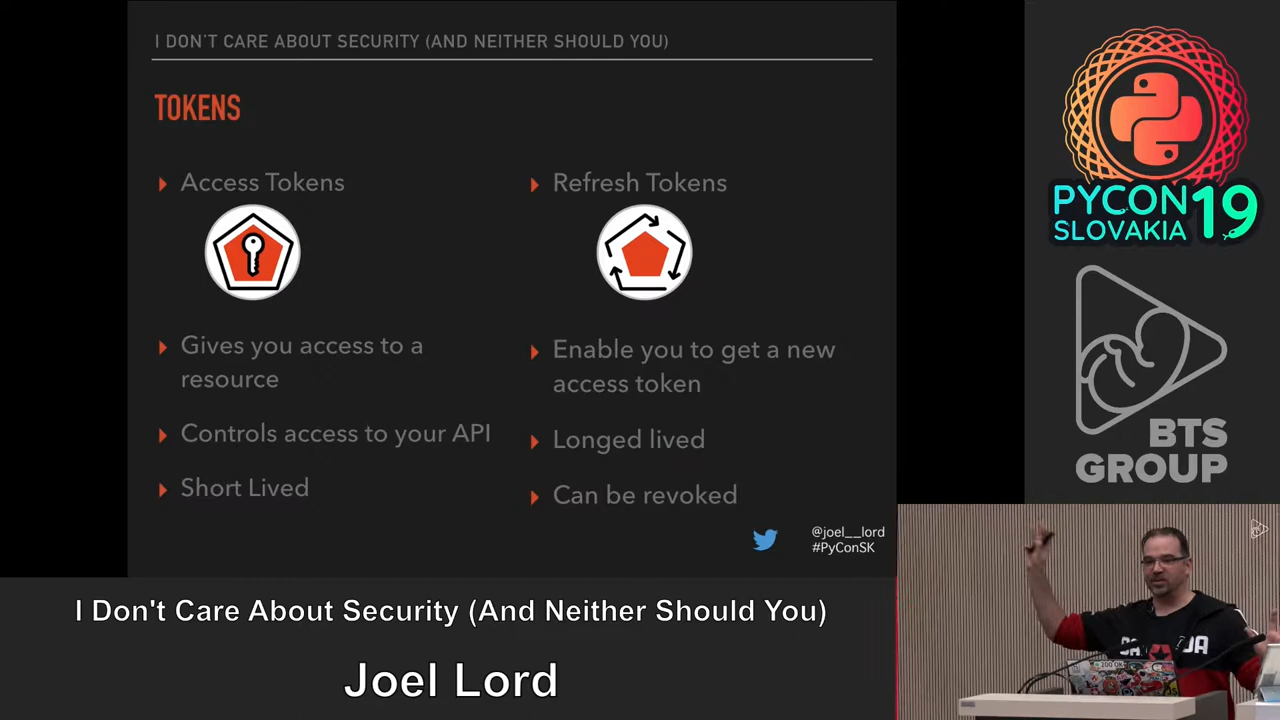 I DON'T CARE ABOUT SECURITY (AND NEITHER SHOULD YOU)
TOKENS
Access Tokens
Gives you access to a
resource
Controls access to your API
Short Lived
Refresh Tokens
Enable you to get a new
access token
Longed lived
Can be revoked
@joel__lord
#PyConSK
PYCON
SLOVAKIA
19
BTS
GROUP
I Don't Care About Security (And Neither Should You)
Joel Lord